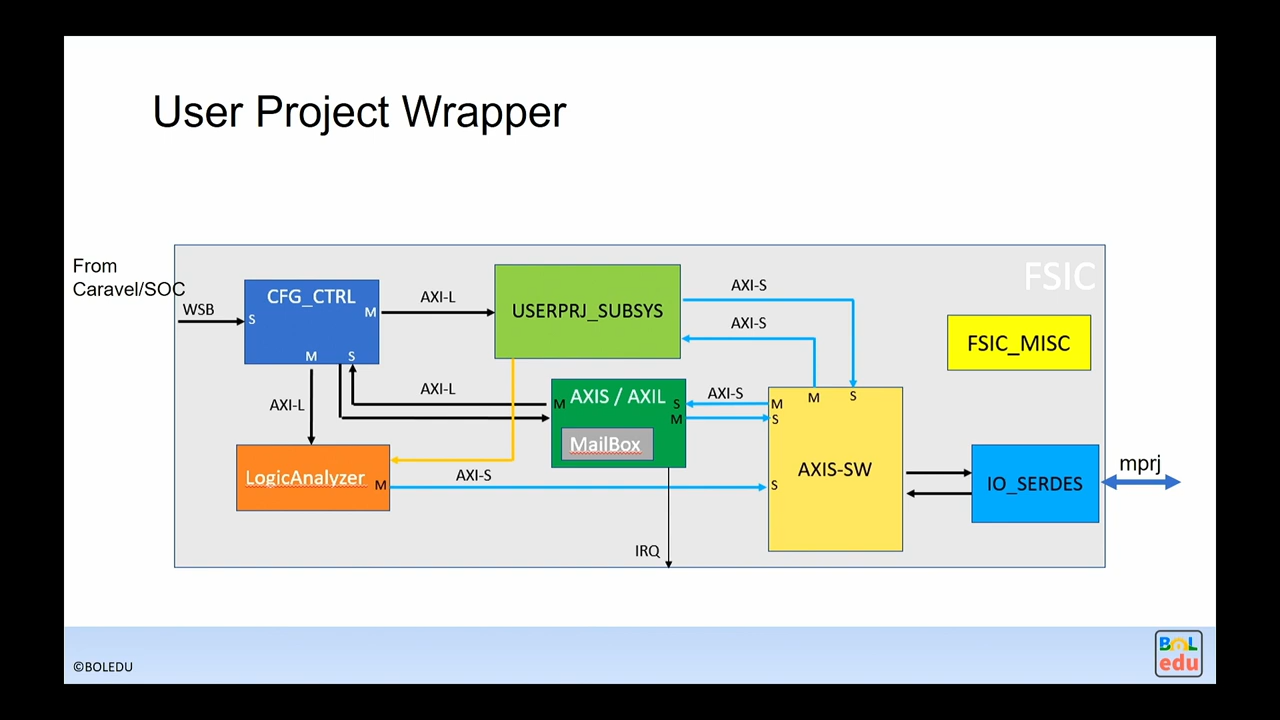 User Project Wrapper
From
Caravel/SOC
FSIC
WSB
S
CFG_CTRL
M
M
S
AXI-L
USERPRJ_SUBSYS
AXI-S
AXI-S
FSIC_MISC
AXI-L
AXI-L
M
AXIS / AXIL
S
M
MailBox
AXI-S
M
S
M
S
S
AXIS-SW
LogicAnalyzer
M
AXI-S
IRQ
IO_SERDES
mprj
©BOLEDU
BOL
edu